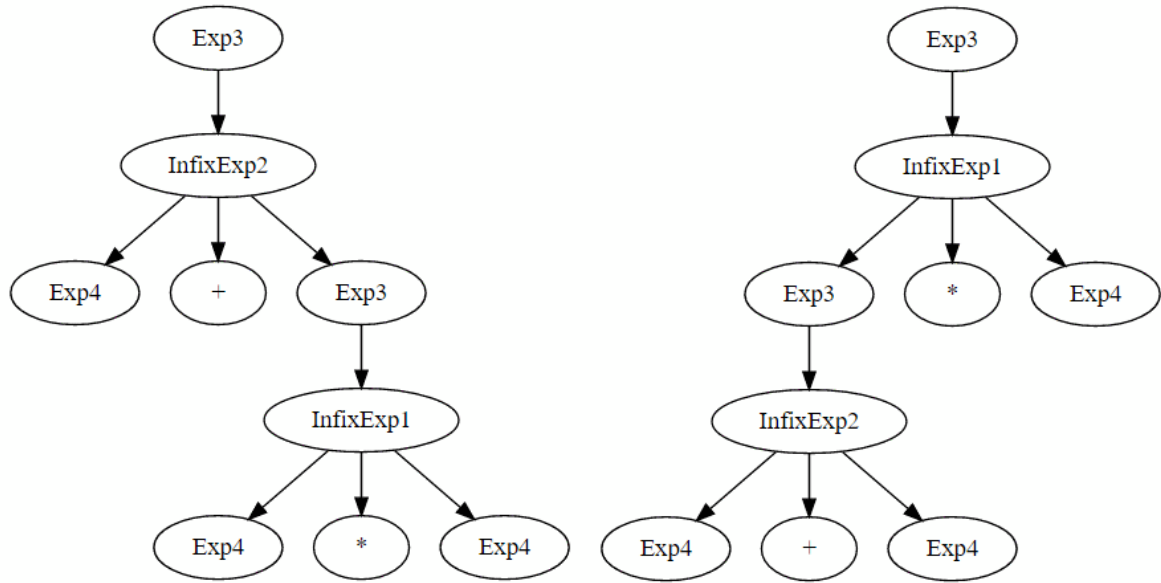 Exp3 Exp3
InfixExp2 InfixExp1
Exp4 + Exp3 Exp3 * Exp4
InfixExp1 InfixExp2
Exp4 * Exp4 Exp4 + Exp4